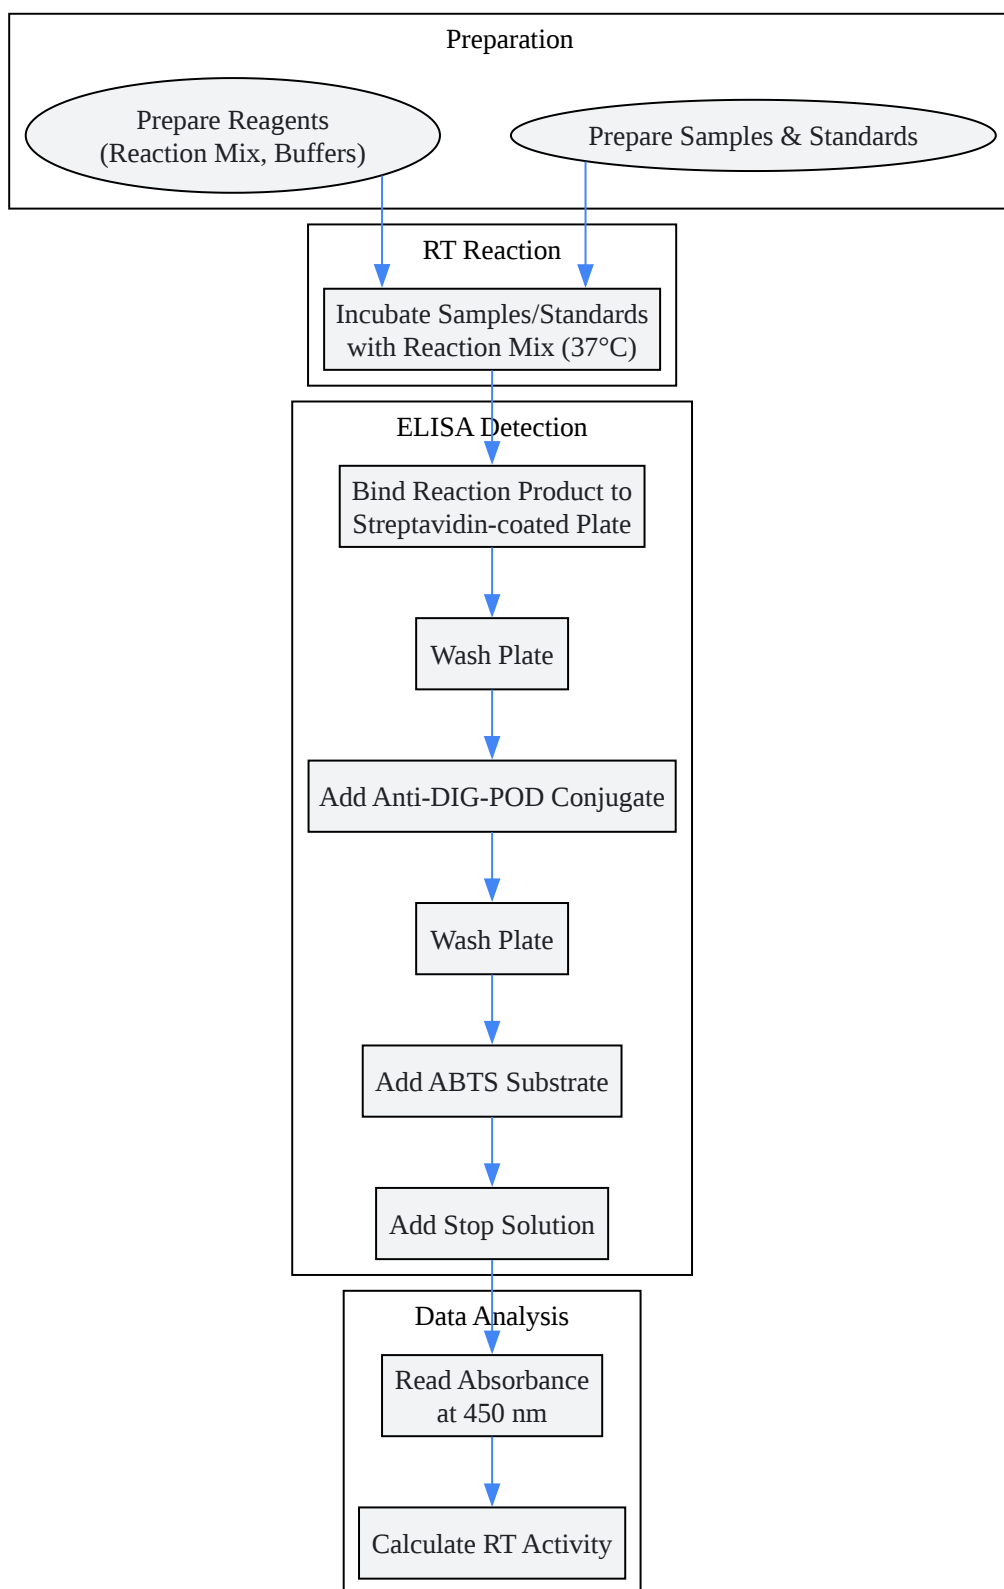 Preparation
Prepare Reagents
(Reaction Mix, Buffers)
Prepare Samples & Standards
RT Reaction
Incubate Samples/Standards
with Reaction Mix (37°C)
ELISA Detection
Bind Reaction Product to
Streptavidin-coated Plate
Wash Plate
Add Anti-DIG-POD Conjugate
Wash Plate
Add ABTS Substrate
Add Stop Solution
Data Analysis
Read Absorbance
at 450 nm
Calculate RT Activity